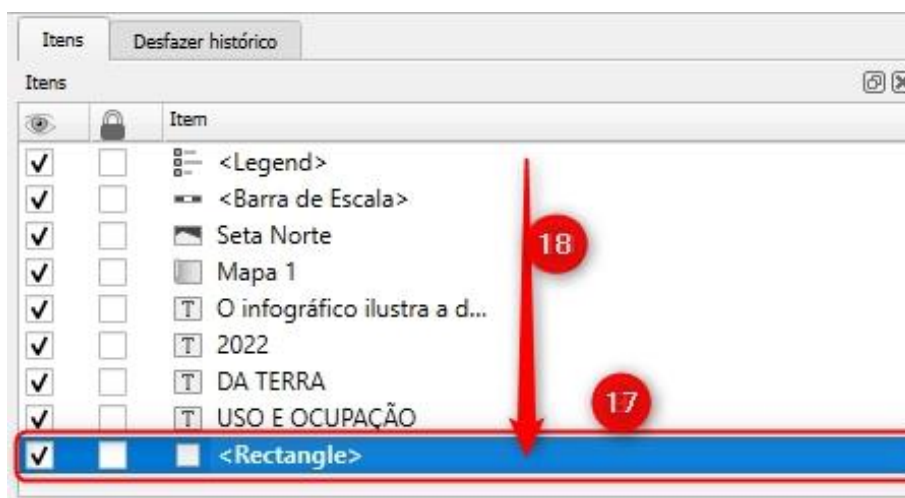 Itens Desfazer histórico
Itens
Item
<Legend>
<Barra de Escala>
Seta Norte
18
Mapa 1
T O infográfico ilustra a d...
T 2022
T DA TERRA
17
T USO E OCUPAÇÃO
<Rectangle>